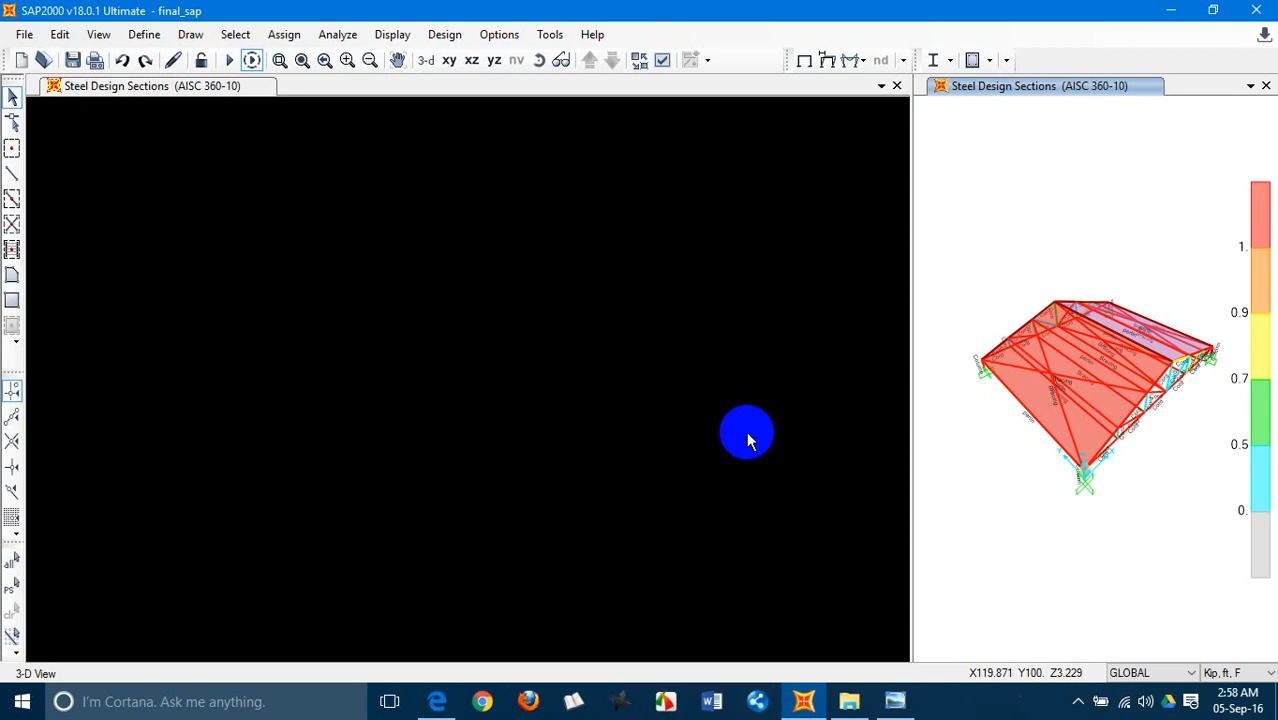 SAP2000 v18.0.1 Ultimate - final_sap
File Edit View Define Draw Select Assign Analyze Display Design Options Tools Help
3-d xy xz yz nv nd
Steel Design Sections (AISC 360-10)
Steel Design Sections (AISC 360-10)
1.
0.9
0.7
0.5
0.
all
PS
clr
3-D View
X119.871 Y100. Z3.229
GLOBAL
Kip, ft, F
I'm Cortana. Ask me anything.
2:58 AM
05-Sep-16